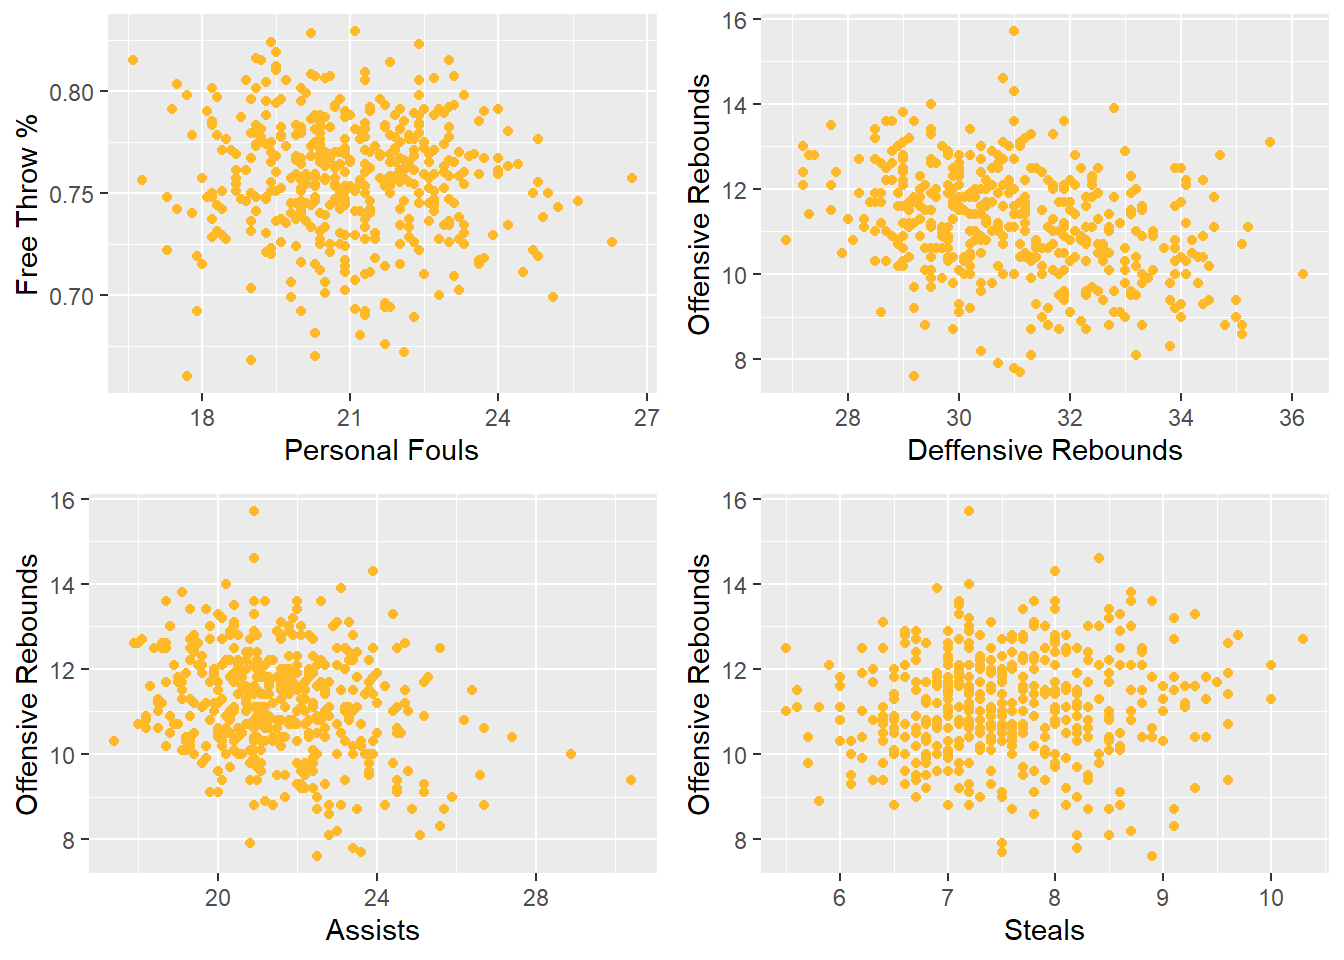 0.80
0.75
0.70
Free Throw %
18 21 24 27
Personal Fouls
16
14
12
10
8
Offensive Rebounds
28 30 32 34 36
Deffensive Rebounds
16
14
12
10
8
Offensive Rebounds
20 24 28
Assists
16
14
12
10
8
Offensive Rebounds
6 7 8 9 10
Steals